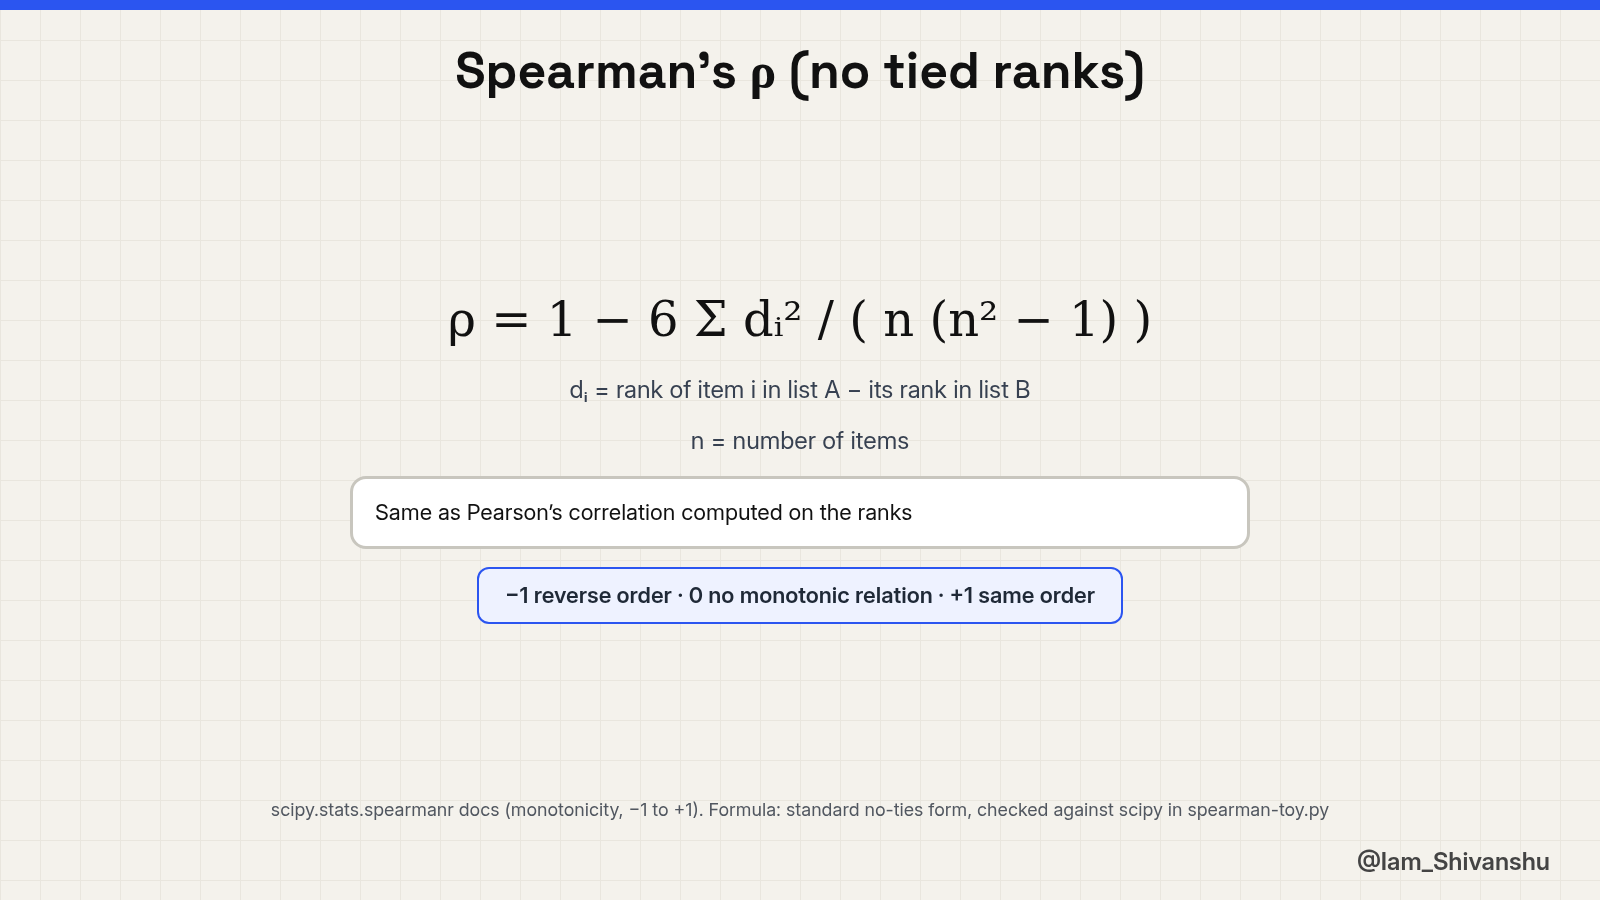 Spearman’s ρ (no tied ranks)
ρ = 1 − 6 Σ dᵢ² / ( n (n² − 1) )
dᵢ = rank of item i in list A − its rank in list B
n = number of items
Same as Pearson’s correlation computed on the ranks
−1 reverse order · 0 no monotonic relation · +1 same order
scipy.stats.spearmanr docs (monotonicity, −1 to +1). Formula: standard no-ties form, checked against scipy in spearman-toy.py
@Iam_Shivanshu